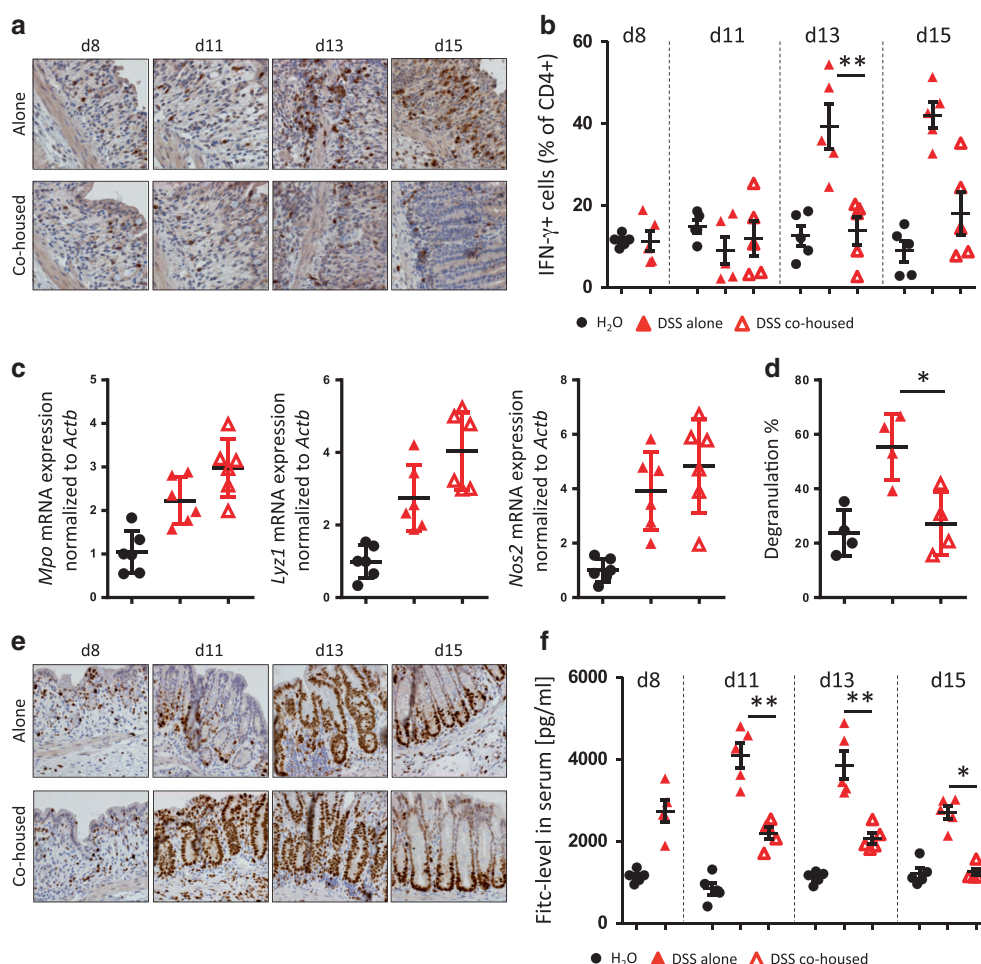 a
d8 d11 d13 d15
Alone
Co-housed
b
d8 d11 d13 d15
**
IFN-γ+ cells (% of CD4+)
60
40
20
0
H₂O DSS alone DSS co-housed
c
Mpo mRNA expression
normalized to Actb
5
4
3
2
1
0
Lyz1 mRNA expression
normalized to Actb
6
4
2
0
Nos2 mRNA expression
normalized to Actb
8
6
4
2
0
d
*
Degranulation %
80
60
40
20
0
e
d8 d11 d13 d15
Alone
Co-housed
f
d8 d11 d13 d15
** ** *
Fitc-level in serum [pg/ml]
6000
4000
2000
0
H₂O DSS alone DSS co-housed